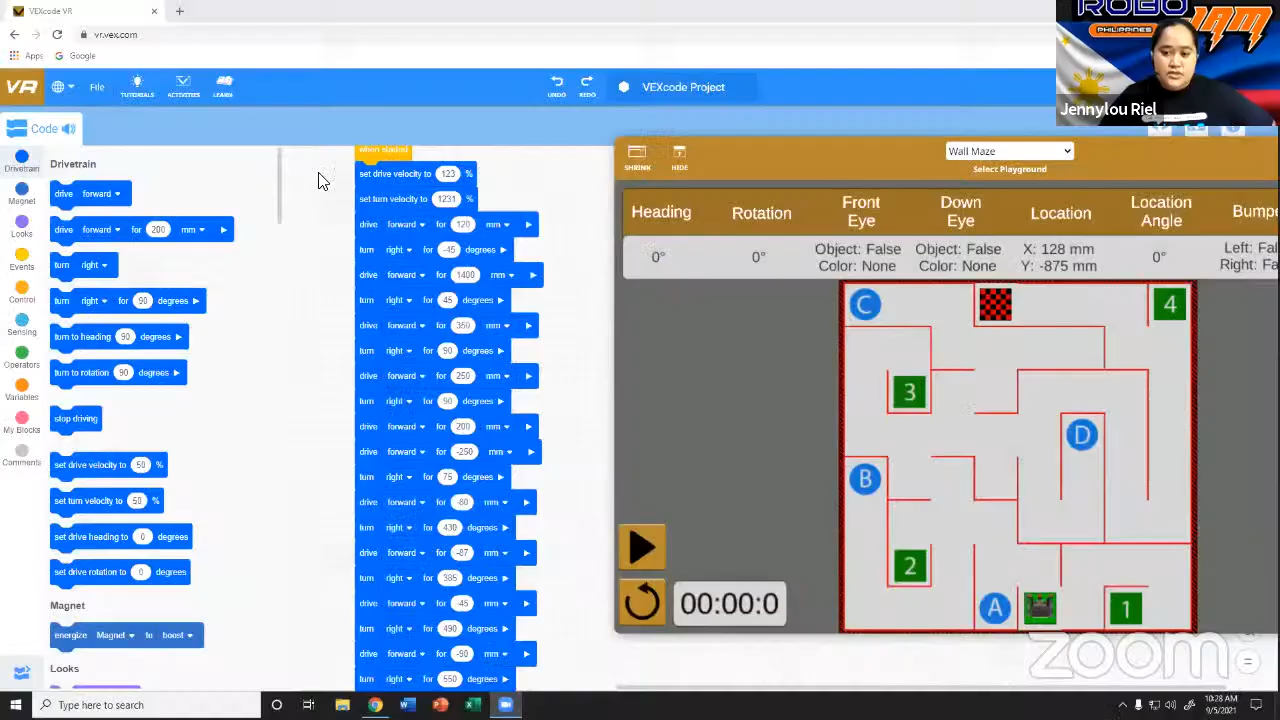 VEXcode VR
vr.vex.com
Apps
Google
ROBO
JAM
PHILIPPINES
Jennylou Riel
VR
File
TUTORIALS
ACTIVITIES
LEARN
UNDO
REDO
VEXcode Project
Code
Drivetrain
Magnet
Looks
Events
Control
Sensing
Operators
Variables
My Blocks
Comments
Drivetrain
drive forward
drive forward for 200 mm
turn right
turn right for 90 degrees
turn to heading 90 degrees
turn to rotation 90 degrees
stop driving
set drive velocity to 50 %
set turn velocity to 50 %
set drive heading to 0 degrees
set drive rotation to 0 degrees
Magnet
energize Magnet to boost
Looks
when started
set drive velocity to 123 %
set turn velocity to 1231 %
drive forward for 120 mm
turn right for -45 degrees
drive forward for 1400 mm
turn right for 45 degrees
drive forward for 350 mm
turn right for 90 degrees
drive forward for 250 mm
turn right for 90 degrees
drive forward for 200 mm
drive forward for -250 mm
turn right for 75 degrees
drive forward for -80 mm
turn right for 430 degrees
drive forward for -87 mm
turn right for 385 degrees
drive forward for -45 mm
turn right for 490 degrees
drive forward for -90 mm
turn right for 550 degrees
SHRINK
HIDE
Wall Maze
Select Playground
Heading
Rotation
Front Eye
Down Eye
Location
Location Angle
Bumpe
0°
0°
Object: False
Color: None
Object: False
Color: None
X: 128 mm
Y: -875 mm
0°
Left: Fal
Right: Fa
C
4
3
D
B
2
A
1
00:00:0
zoom
Type here to search
10:28 AM
9/5/2021